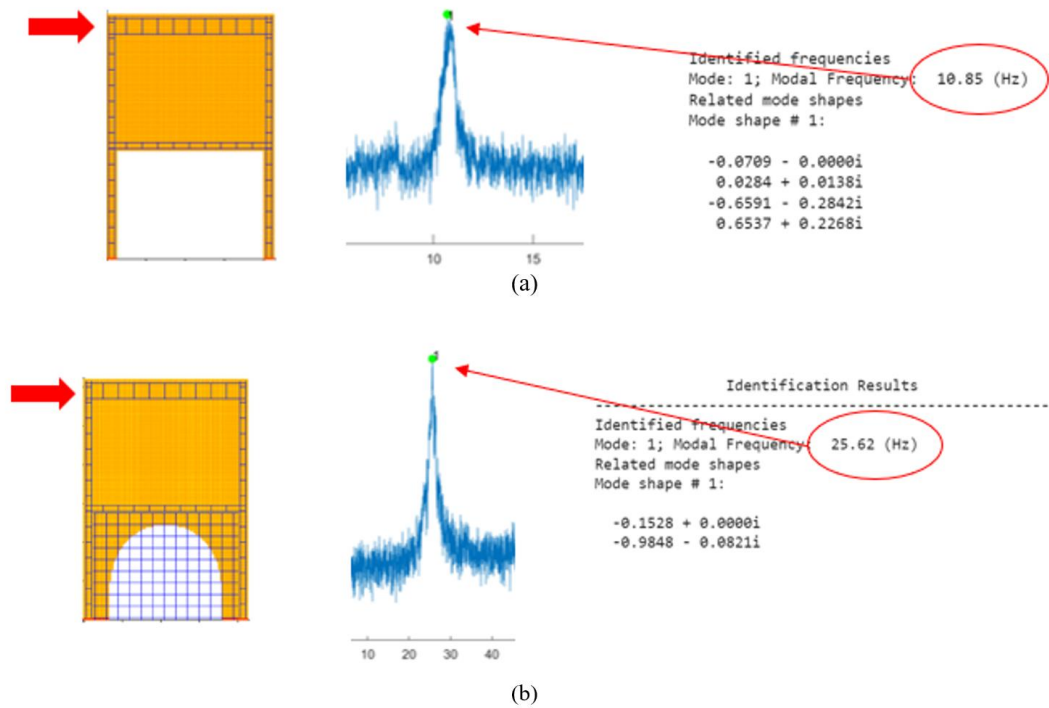 Identified frequencies
Mode: 1; Modal Frequency: 10.85 (Hz)
Related mode shapes
Mode shape # 1:
-0.0709 - 0.0000i
0.0284 + 0.0138i
-0.6591 - 0.2842i
0.6537 + 0.2268i
10 15
(a)
Identification Results
Identified frequencies
Mode: 1; Modal Frequency 25.62 (Hz)
Related mode shapes
Mode shape # 1:
-0.1528 + 0.0000i
-0.9848 - 0.0821i
10 20 30 40
(b)